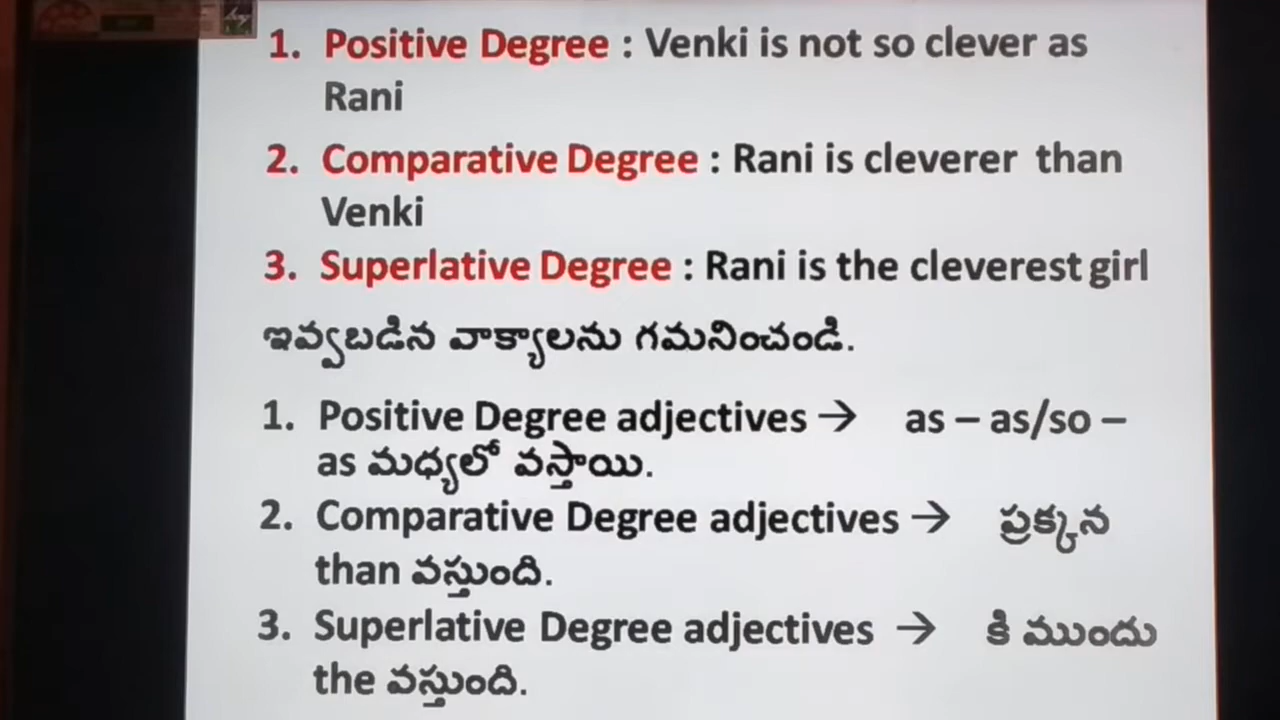 1. Positive Degree : Venki is not so clever as
Rani
2. Comparative Degree : Rani is cleverer than
Venki
3. Superlative Degree : Rani is the cleverest girl
ఇవ్వబడిన వాక్యాలను గమనించండి.
1. Positive Degree adjectives → as – as/so –
as మధ్యలో వస్తాయి.
2. Comparative Degree adjectives → ప్రక్కన
than వస్తుంది.
3. Superlative Degree adjectives → కి ముందు
the వస్తుంది.